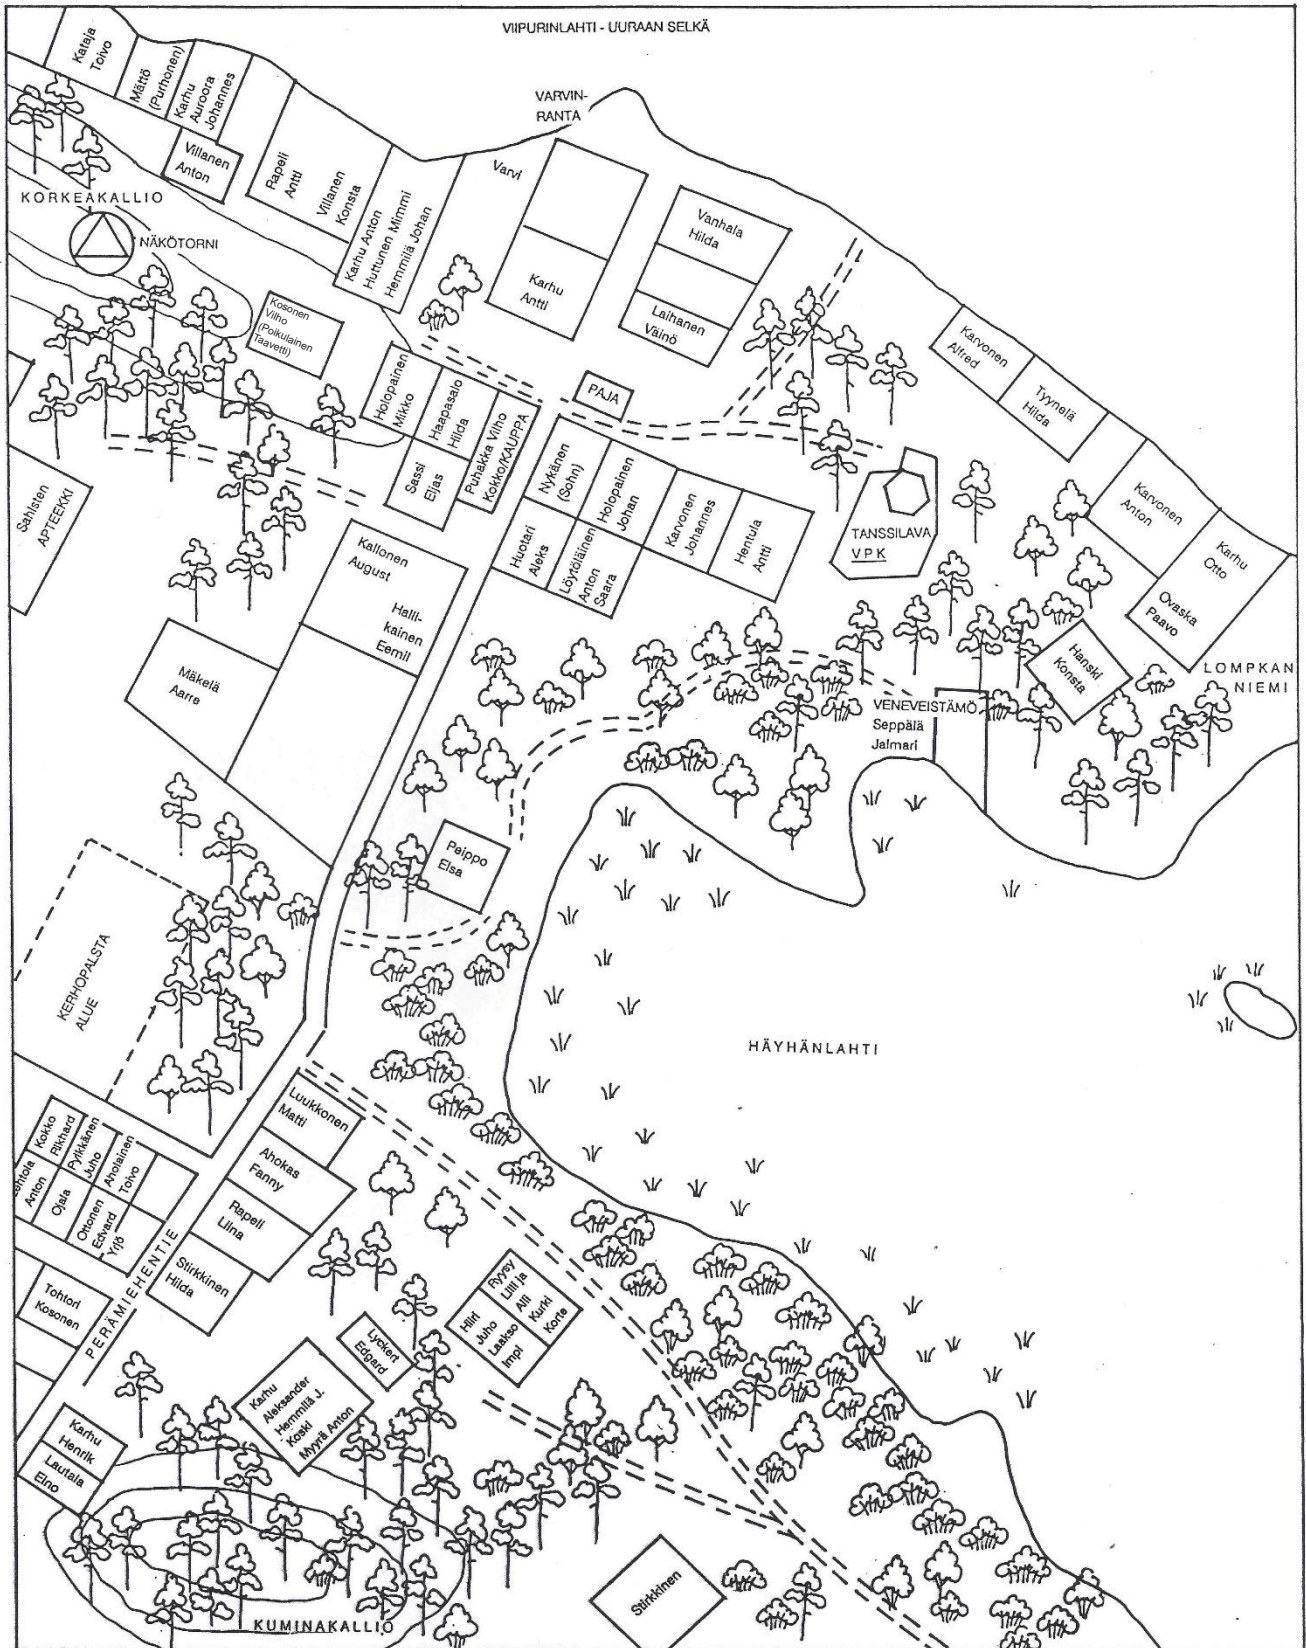 VIIPURINLAHTI - UURAAN SELKÄ
Kataja
Toivo
Mättö
(Purhonen)
Karhu
Auroora
Johannes
Villanen
Anton
Rapeli
Antti
Villanen
Konsta
Karhu Anton
Huttunen Mimmi
Hemmilä Johan
VARVIN-
RANTA
Varvi
Karhu
Antti
Vanhala
Hilda
Laihanen
Väinö
KORKEAKALLIO
NÄKÖTORNI
Kosonen
Vilho
(Poikulainen
Taavetti)
Holopainen
Mikko
Haapasalo
Hilda
Sassi
Eljas
Puhakka Vilho
Kokko/KAUPPA
PAJA
Nykänen
(Sohn)
Holopainen
Johan
Huotari
Aleks
Löytöläinen
Anton
Saara
Karvonen
Johannes
Hentula
Antti
TANSSILAVA
VPK
Karvonen
Alfred
Tyynelä
Hilda
Karvonen
Anton
Karhu
Otto
Ovaska
Paavo
Hanski
Konsta
LOMPKAN
NIEMI
VENEVEISTÄMÖ
Seppälä
Jalmari
Sahlsten
APTEEKKI
Kallonen
August
Halli-
kainen
Eemil
Mäkelä
Aarre
Peippo
Elsa
KERHOPALSTA
ALUE
HÄYHÄNLAHTI
Kokko
Rikhard
Pylkkänen
Juho
Aholainen
Toivo
Anton
Ojala
Ottonen
Edvard
Yrjö
Luukkonen
Matti
Ahokas
Fanny
Rapeli
Liina
Stirkkinen
Hilda
Tohtori
Kosonen
PERÄMIEHENTIE
Ryysy
Lilli ja
Alli
Kurki
Korte
Hiiri
Juho
Laakso
Impi
Lyckert
Edgard
Karhu
Aleksander
Hemmilä J.
Koski
Myyrä Anton
Karhu
Henrik
Lautala
Eino
KUMINAKALLIO
Stirkkinen